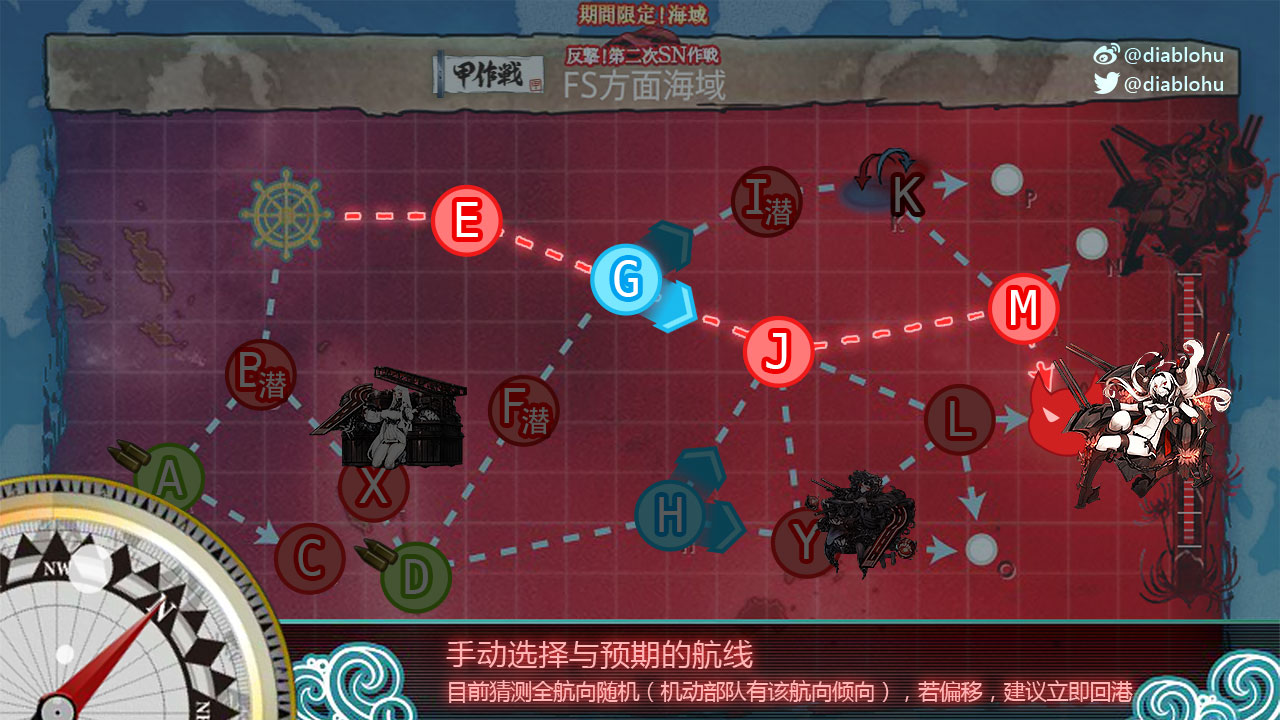 期間限定!海域
反撃!第二次SN作戦
甲作戦
FS方面海域
@diablohu
@diablohu
E
G
I潜
K
P
N
M
J
B潜
F潜
L
A
X
H
Y
C
D
O
NW
N
NE
手动选择与预期的航线
目前猜测全航向随机（机动部队有该航向倾向），若偏移，建议立即回港